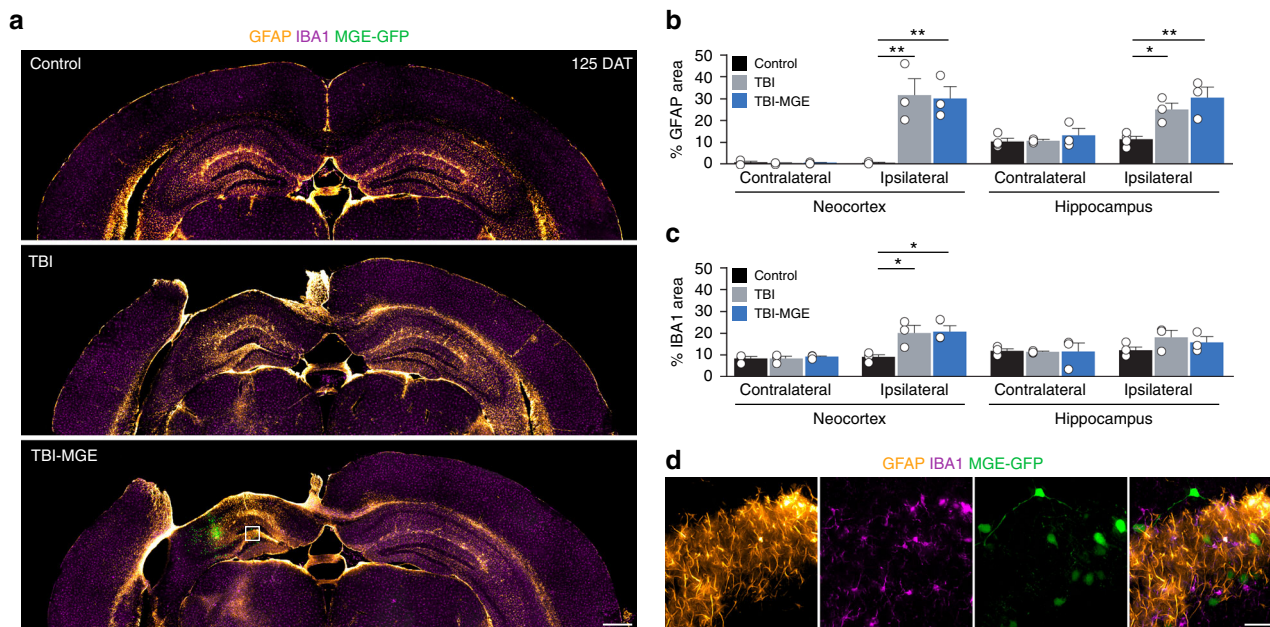 a
GFAP IBA1 MGE-GFP
Control
125 DAT
TBI
TBI-MGE
b
% GFAP area
50
40
30
20
10
0
Control
TBI
TBI-MGE
**
**
*
**
Contralateral
Ipsilateral
Contralateral
Ipsilateral
Neocortex
Hippocampus
c
% IBA1 area
50
40
30
20
10
0
Control
TBI
TBI-MGE
*
*
Contralateral
Ipsilateral
Contralateral
Ipsilateral
Neocortex
Hippocampus
d
GFAP IBA1 MGE-GFP